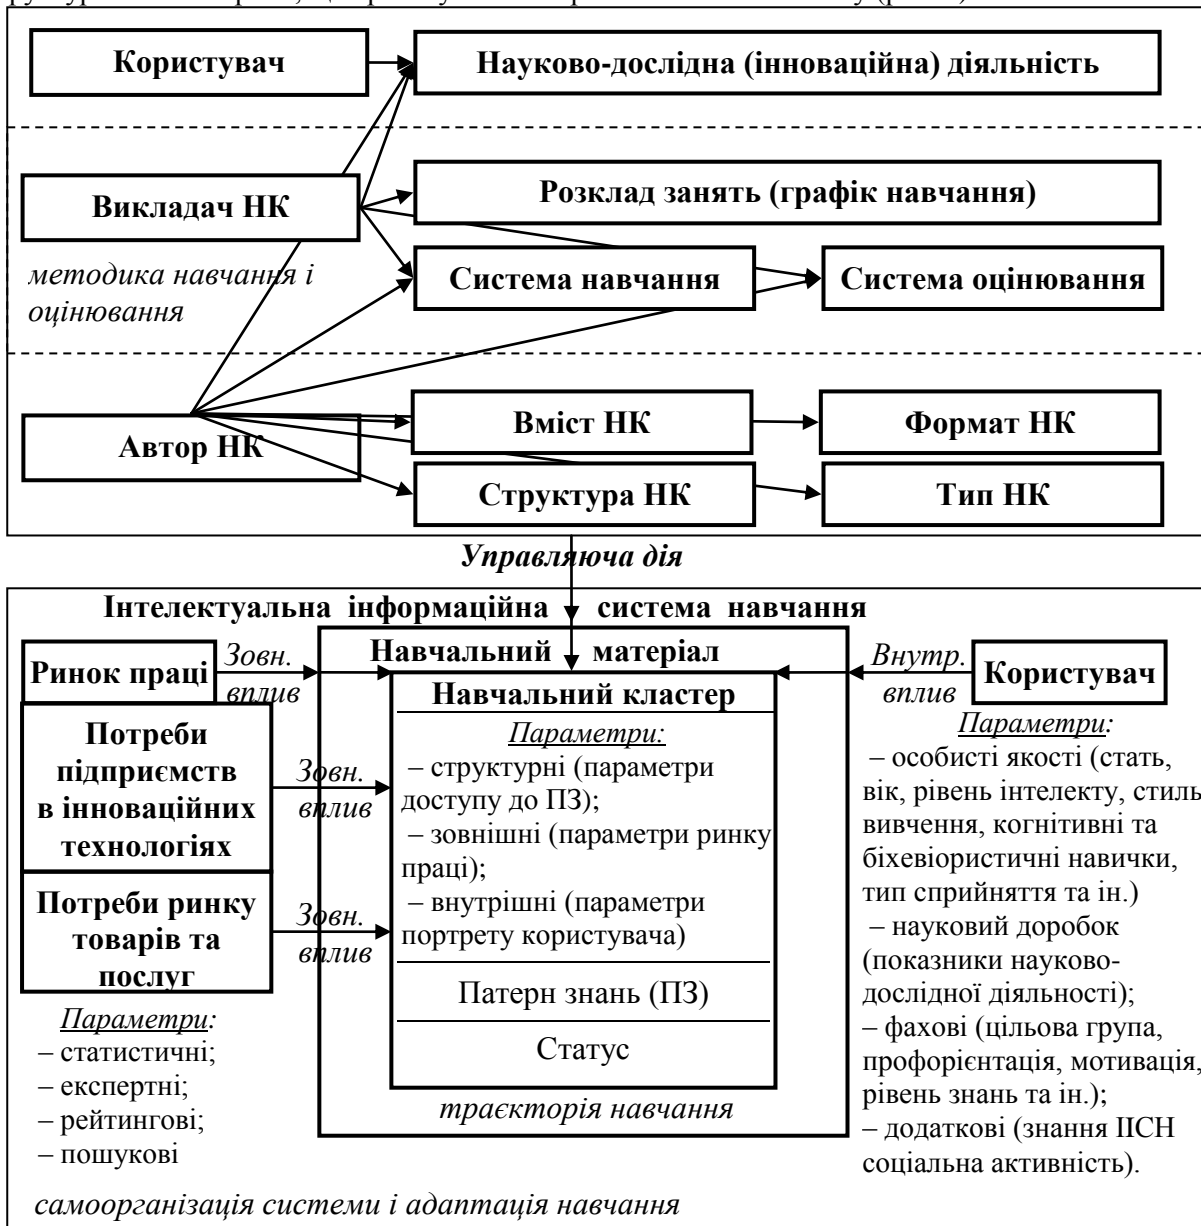 Користувач
Науково-дослідна (інноваційна) діяльність
Викладач НК
Розклад занять (графік навчання)
методика навчання і
оцінювання
Система навчання
Система оцінювання
Автор НК
Вміст НК
Формат НК
Структура НК
Тип НК
Управляюча дія
Інтелектуальна інформаційна система навчання
Ринок праці
Зовн.
вплив
Навчальний матеріал
Внутр.
вплив
Користувач
Потреби
підприємств
в інноваційних
технологіях
Зовн.
вплив
Потреби ринку
товарів та
послуг
Зовн.
вплив
Параметри:
– статистичні;
– експертні;
– рейтингові;
– пошукові
Навчальний кластер
Параметри:
– структурні (параметри
доступу до ПЗ);
– зовнішні (параметри ринку
праці);
– внутрішні (параметри
портрету користувача)
Патерн знань (ПЗ)
Статус
траєкторія навчання
Параметри:
– особисті якості (стать,
вік, рівень інтелекту, стиль
вивчення, когнітивні та
біхевіористичні навички,
тип сприйняття та ін.)
– науковий доробок
(показники науково-
дослідної діяльності);
– фахові (цільова група,
профорієнтація, мотивація,
рівень знань та ін.);
– додаткові (знання ІІСН
соціальна активність).
самоорганізація системи і адаптація навчання